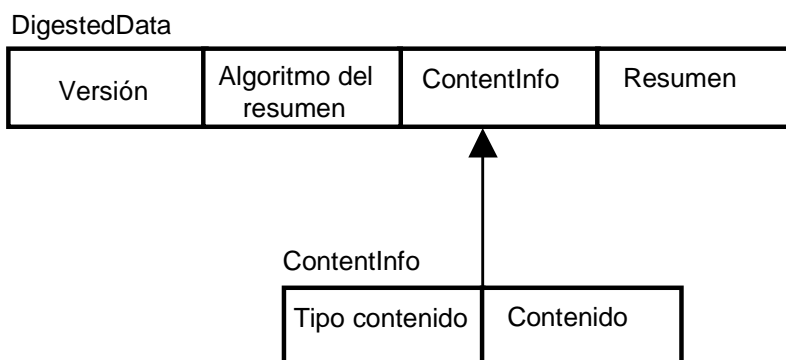 DigestedData
Versión
Algoritmo del
resumen
ContentInfo
Resumen
ContentInfo
Tipo contenido
Contenido